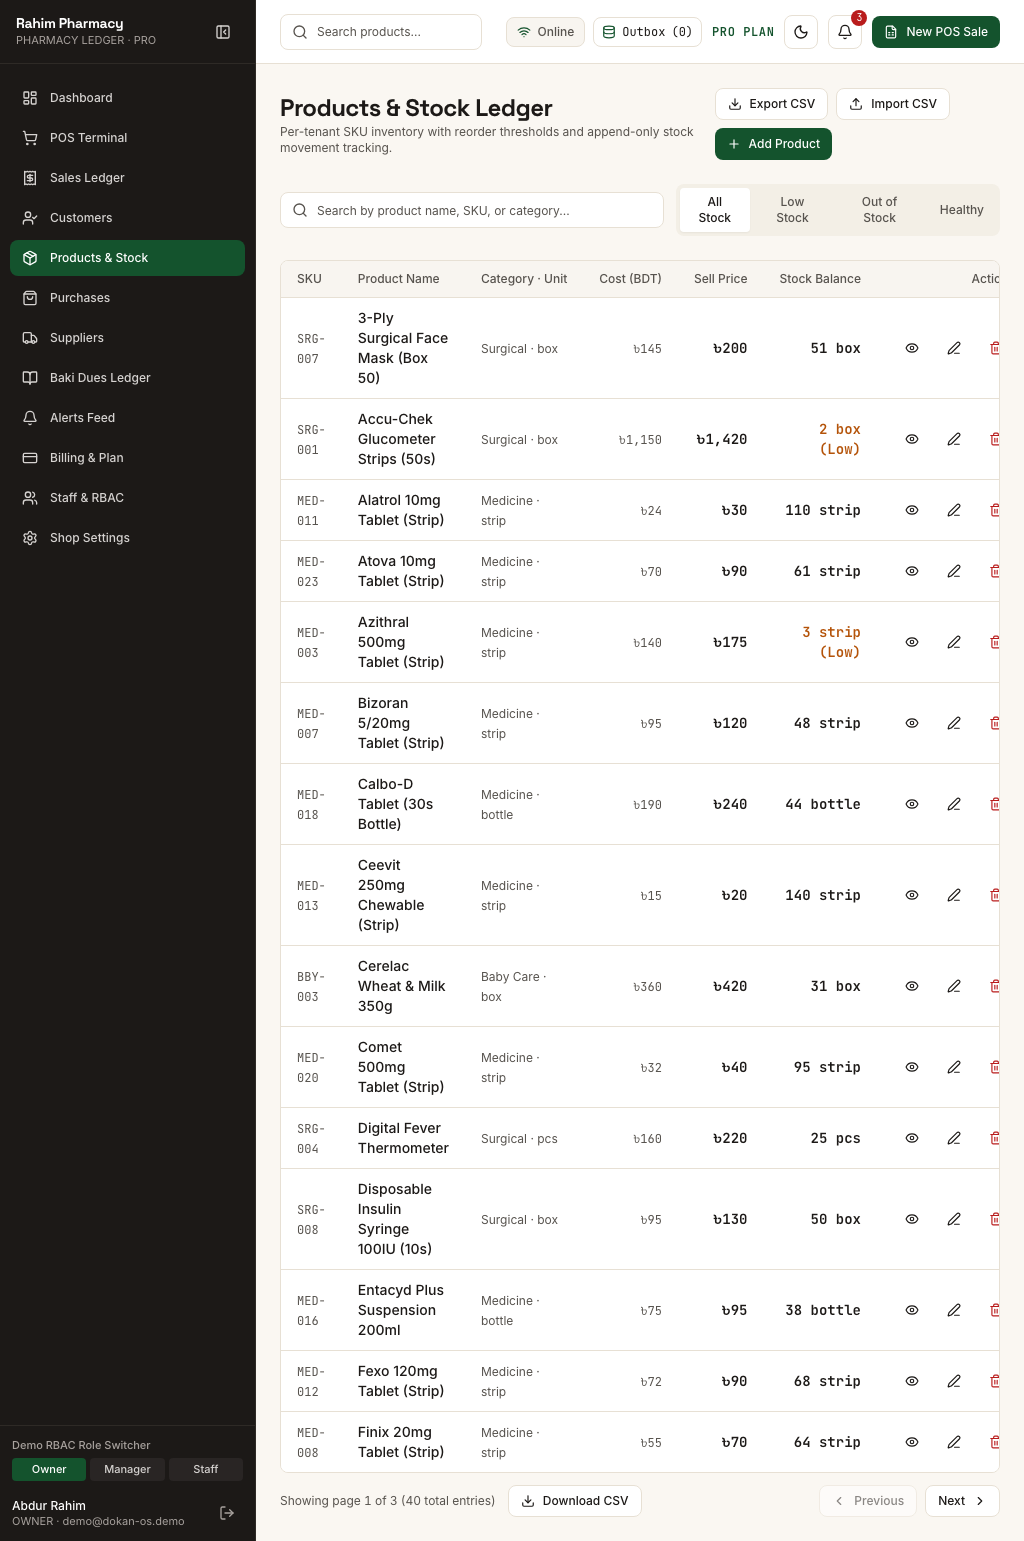 Rahim Pharmacy
PHARMACY LEDGER · PRO
Dashboard
POS Terminal
Sales Ledger
Customers
Products & Stock
Purchases
Suppliers
Baki Dues Ledger
Alerts Feed
Billing & Plan
Staff & RBAC
Shop Settings
Demo RBAC Role Switcher
Owner Manager Staff
Abdur Rahim
OWNER · demo@dokan-os.demo
Search products...
Online
Outbox (0)
PRO PLAN
3
New POS Sale
Products & Stock Ledger
Per-tenant SKU inventory with reorder thresholds and append-only stock
movement tracking.
Export CSV
Import CSV
Add Product
Search by product name, SKU, or category...
All
Stock
Low
Stock
Out of
Stock
Healthy
SKU Product Name Category · Unit Cost (BDT) Sell Price Stock Balance Actic
SRG-
007
3-Ply
Surgical Face
Mask (Box
50)
Surgical · box
৳145
৳200
51 box
SRG-
001
Accu-Chek
Glucometer
Strips (50s)
Surgical · box
৳1,150
৳1,420
2 box
(Low)
MED-
011
Alatrol 10mg
Tablet (Strip)
Medicine ·
strip
৳24
৳30
110 strip
MED-
023
Atova 10mg
Tablet (Strip)
Medicine ·
strip
৳70
৳90
61 strip
MED-
003
Azithral
500mg
Tablet (Strip)
Medicine ·
strip
৳140
৳175
3 strip
(Low)
MED-
007
Bizoran
5/20mg
Tablet (Strip)
Medicine ·
strip
৳95
৳120
48 strip
MED-
018
Calbo-D
Tablet (30s
Bottle)
Medicine ·
bottle
৳190
৳240
44 bottle
MED-
013
Ceevit
250mg
Chewable
(Strip)
Medicine ·
strip
৳15
৳20
140 strip
BBY-
003
Cerelac
Wheat & Milk
350g
Baby Care ·
box
৳360
৳420
31 box
MED-
020
Comet
500mg
Tablet (Strip)
Medicine ·
strip
৳32
৳40
95 strip
SRG-
004
Digital Fever
Thermometer
Surgical · pcs
৳160
৳220
25 pcs
SRG-
008
Disposable
Insulin
Syringe
100IU (10s)
Surgical · box
৳95
৳130
50 box
MED-
016
Entacyd Plus
Suspension
200ml
Medicine ·
bottle
৳75
৳95
38 bottle
MED-
012
Fexo 120mg
Tablet (Strip)
Medicine ·
strip
৳72
৳90
68 strip
MED-
008
Finix 20mg
Tablet (Strip)
Medicine ·
strip
৳55
৳70
64 strip
Showing page 1 of 3 (40 total entries)
Download CSV
Previous
Next